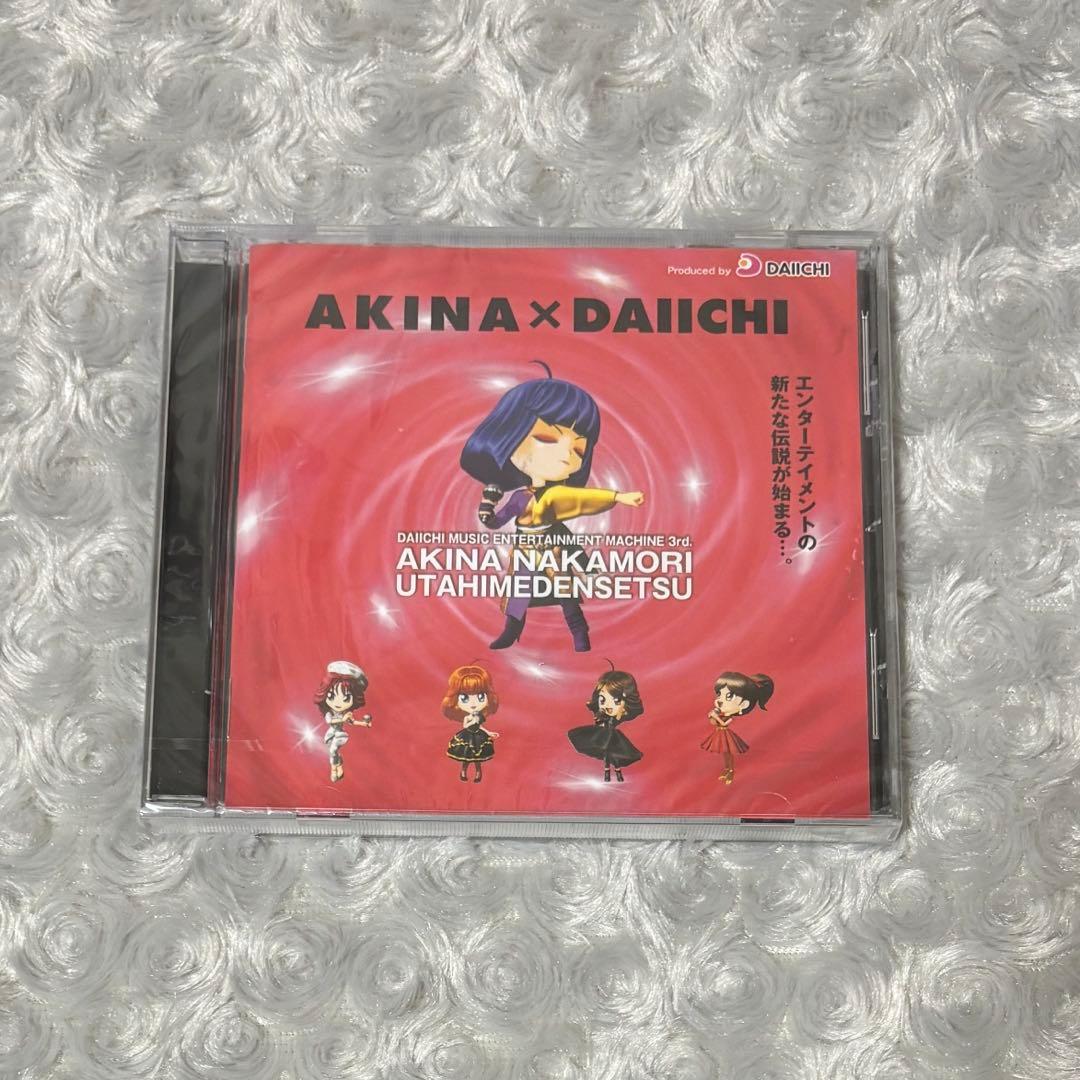 Produced by DAIICHI
AKINA×DAIICHI
エンターテイメントの
新たな伝説が始まる…。
DAIICHI MUSIC ENTERTAINMENT MACHINE 3rd.
AKINA NAKAMORI
UTAHIMEDENSETSU